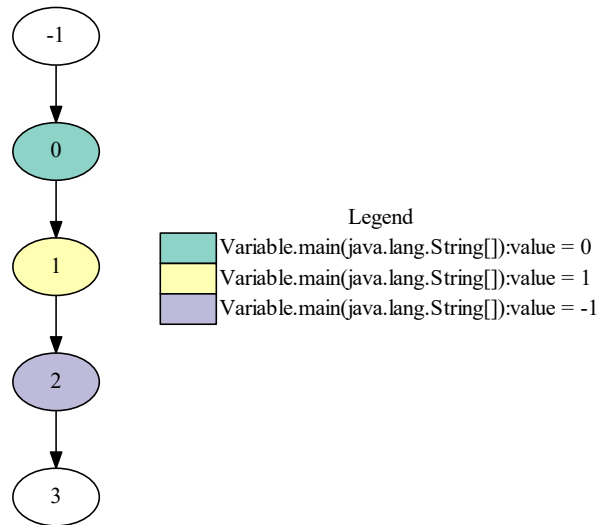 -1
0
1
2
3
Legend
Variable.main(java.lang.String[]):value = 0
Variable.main(java.lang.String[]):value = 1
Variable.main(java.lang.String[]):value = -1